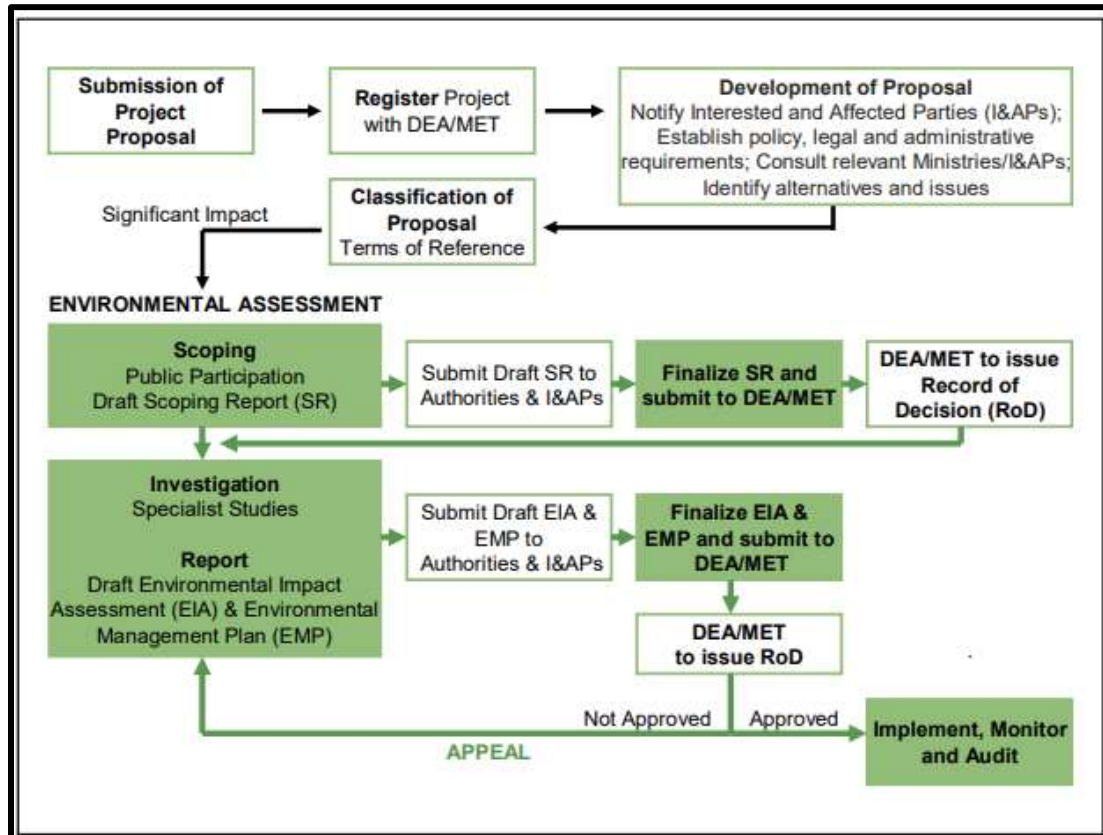 Submission of
Project
Proposal
Register Project
with DEA/MET
Development of Proposal
Notify Interested and Affected Parties (I&APs);
Establish policy, legal and administrative
requirements; Consult relevant Ministries/I&APs;
Identify alternatives and issues
Significant Impact
Classification of
Proposal
Terms of Reference
ENVIRONMENTAL ASSESSMENT
Scoping
Public Participation
Draft Scoping Report (SR)
Submit Draft SR to
Authorities & I&APs
Finalize SR and
submit to DEA/MET
DEA/MET to issue
Record of
Decision (RoD)
Investigation
Specialist Studies
Report
Draft Environmental Impact
Assessment (EIA) & Environmental
Management Plan (EMP)
Submit Draft EIA &
EMP to
Authorities & I&APs
Finalize EIA &
EMP and submit to
DEA/MET
DEA/MET
to issue RoD
Not Approved
Approved
APPEAL
Implement, Monitor
and Audit